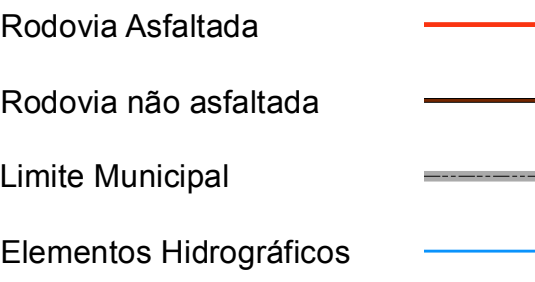 Rodovia Asfaltada
Rodovia não asfaltada
Limite Municipal
Elementos Hidrográficos